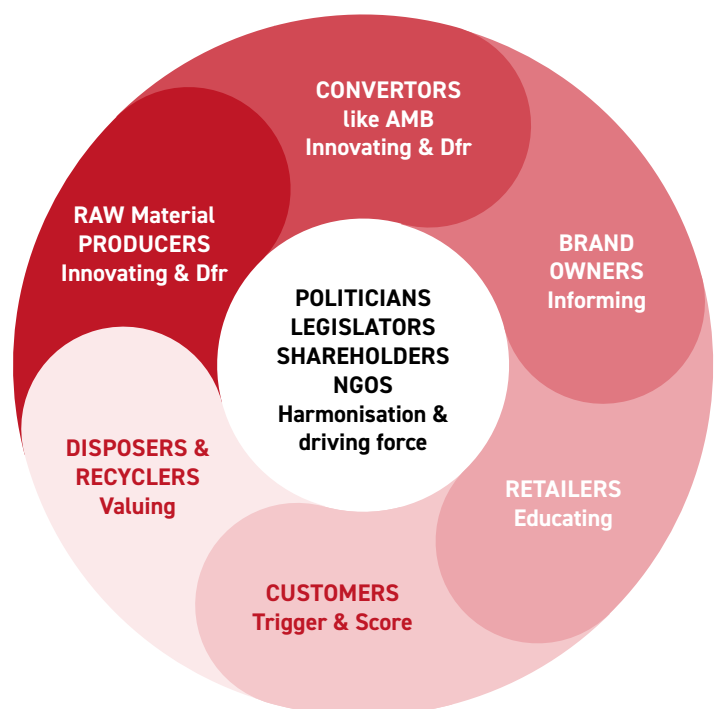 CONVERTORS
like AMB
Innovating & Dfr
RAW Material
PRODUCERS
Innovating & Dfr
BRAND
OWNERS
Informing
POLITICIANS
LEGISLATORS
SHAREHOLDERS
NGOS
Harmonisation &
driving force
DISPOSERS &
RECYCLERS
Valuing
RETAILERS
Educating
CUSTOMERS
Trigger & Score